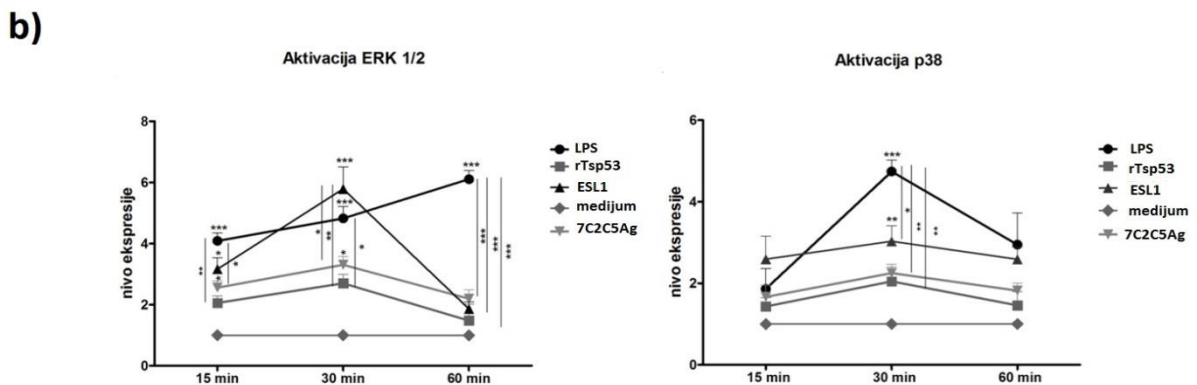 b)
Aktivacija ERK 1/2
nivo ekspresije
8
6
4
2
0
15 min
30 min
60 min
***
*
*
**
*
***
***
*
*
**
*
***
***
***
***
LPS
rTsp53
ESL1
medijum
7C2C5Ag
Aktivacija p38
nivo ekspresije
6
4
2
0
15 min
30 min
60 min
***
**
*
**
**
LPS
rTsp53
ESL1
medijum
7C2C5Ag